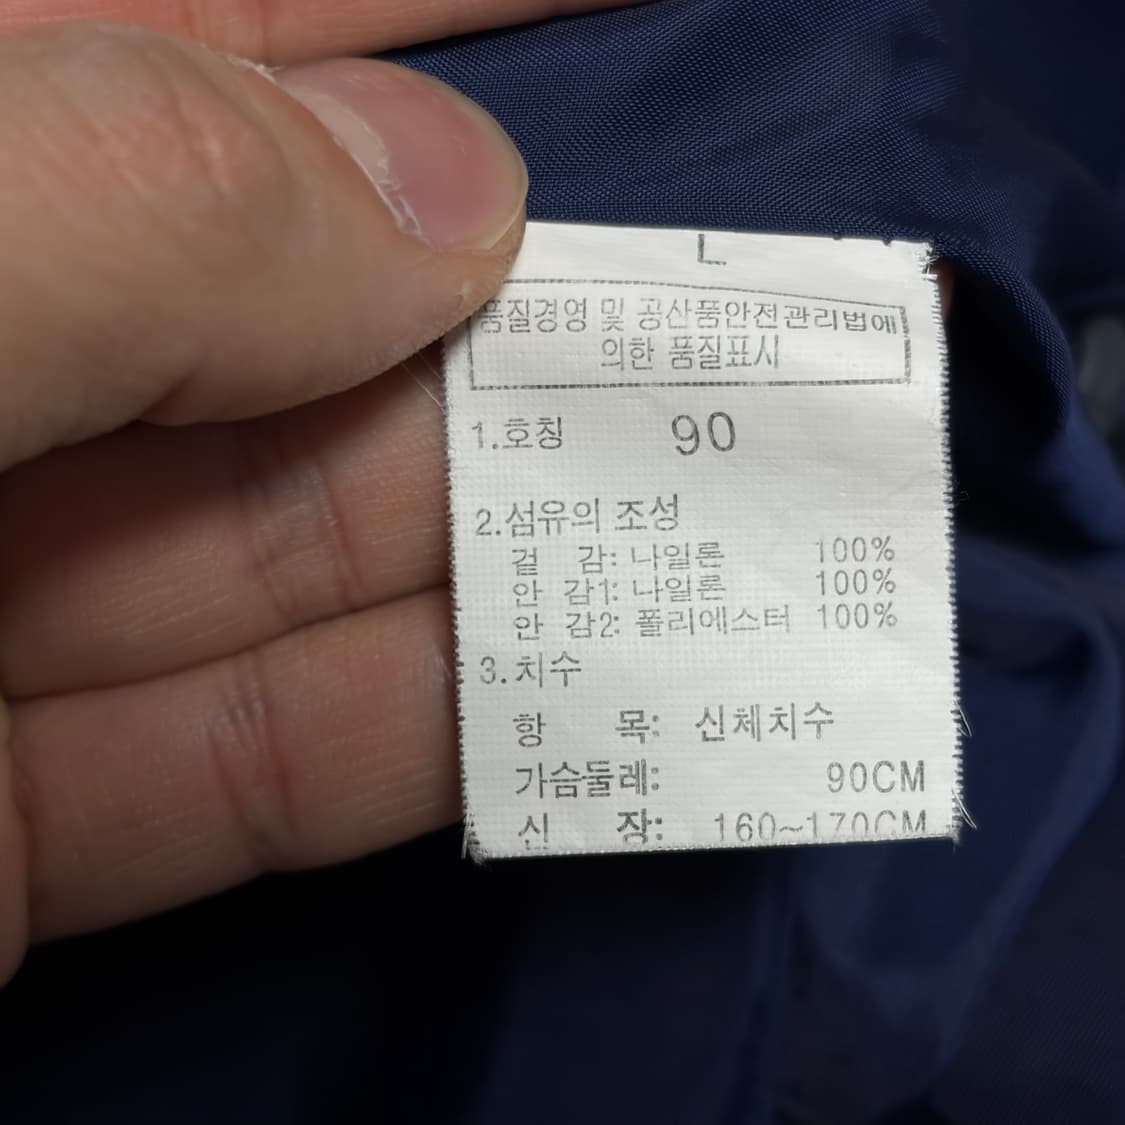 L
품질경영 및 공산품안전관리법에
의한 품질표시
1.호칭 90
2.섬유의 조성
겉 감: 나일론 100%
안 감1: 나일론 100%
안 감2: 폴리에스터 100%
3.치수
항 목: 신체치수
가슴둘레: 90CM
신 장: 160~170CM